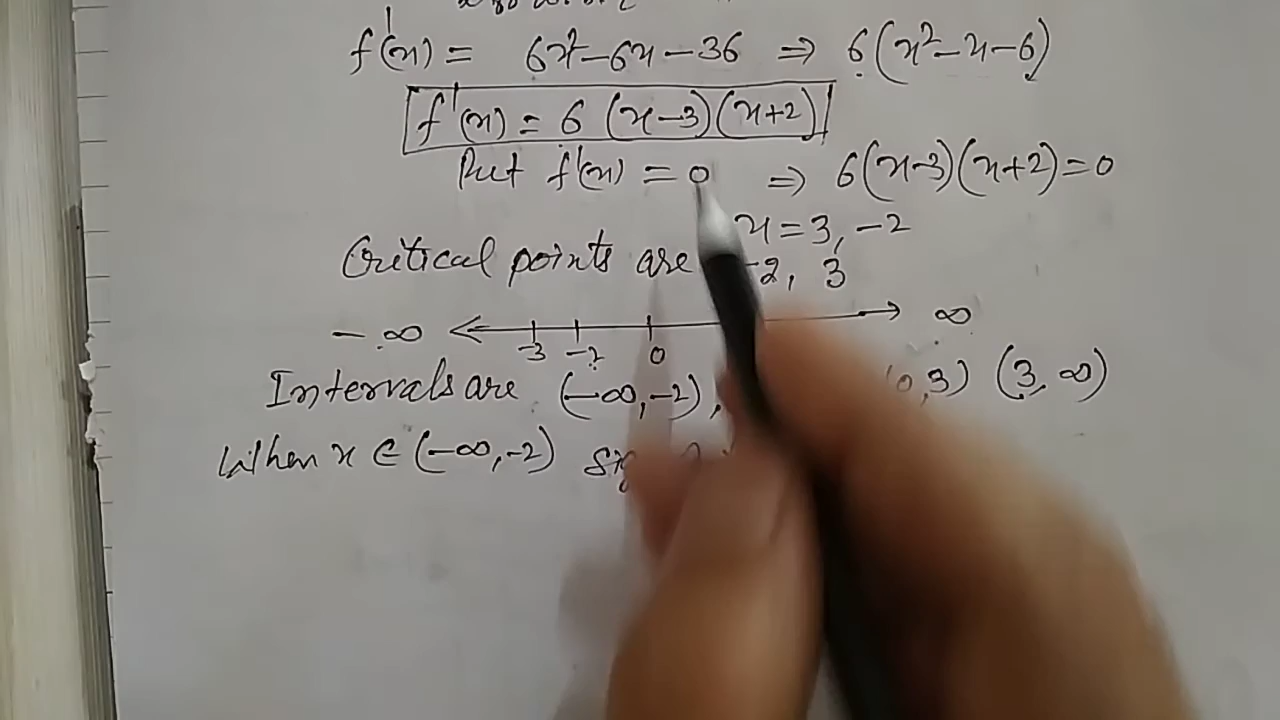 f'(x) = 6x²-6x-36 ⇒ 6(x²-x-6)
f'(x) = 6 (x-3)(x+2)
Put f'(x) = 0 ⇒ 6(x-3)(x+2)=0
x=3, -2
Critical points are -2, 3
-∞ -3 -2 0 ∞
Intervals are (-∞,-2), 0,3) (3,∞)
When x ∈ (-∞,-2)